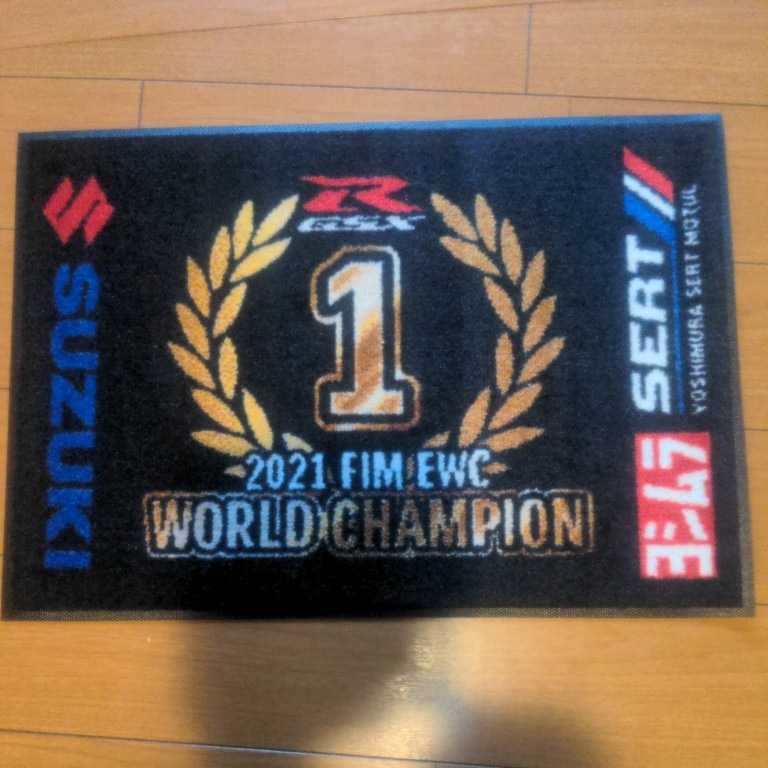 SUZUKI
R
GSX
1
2021 FIM EWC
WORLD CHAMPION
SERT
YOSHIMURA SERT MOTUL
ヨシムラ